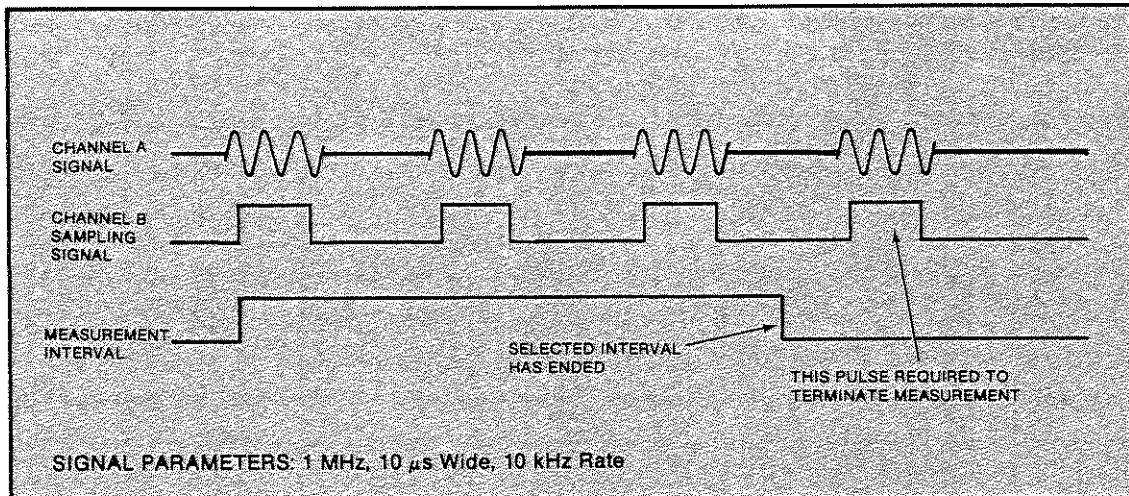 CHANNEL A
SIGNAL
CHANNEL B
SAMPLING
SIGNAL
MEASUREMENT
INTERVAL
SELECTED INTERVAL
HAS ENDED
THIS PULSE REQUIRED TO
TERMINATE MEASUREMENT
SIGNAL PARAMETERS: 1 MHz, 10 μs Wide, 10 kHz Rate